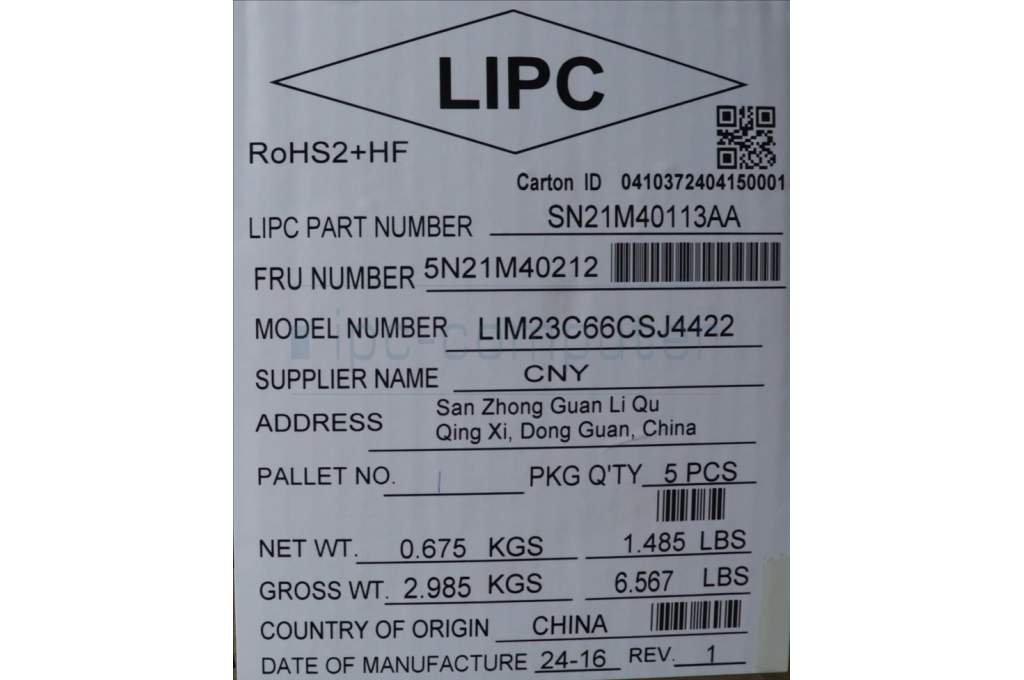 LIPC
RoHS2+HF
Carton ID 0410372404150001
LIPC PART NUMBER SN21M40113AA
FRU NUMBER 5N21M40212
MODEL NUMBER LIM23C66CSJ4422
ipc-computer
SUPPLIER NAME CNY
ADDRESS San Zhong Guan Li Qu
Qing Xi, Dong Guan, China
PALLET NO. PKG Q'TY 5 PCS
NET WT. 0.675 KGS 1.485 LBS
GROSS WT. 2.985 KGS 6.567 LBS
COUNTRY OF ORIGIN CHINA
DATE OF MANUFACTURE 24-16 REV. 1